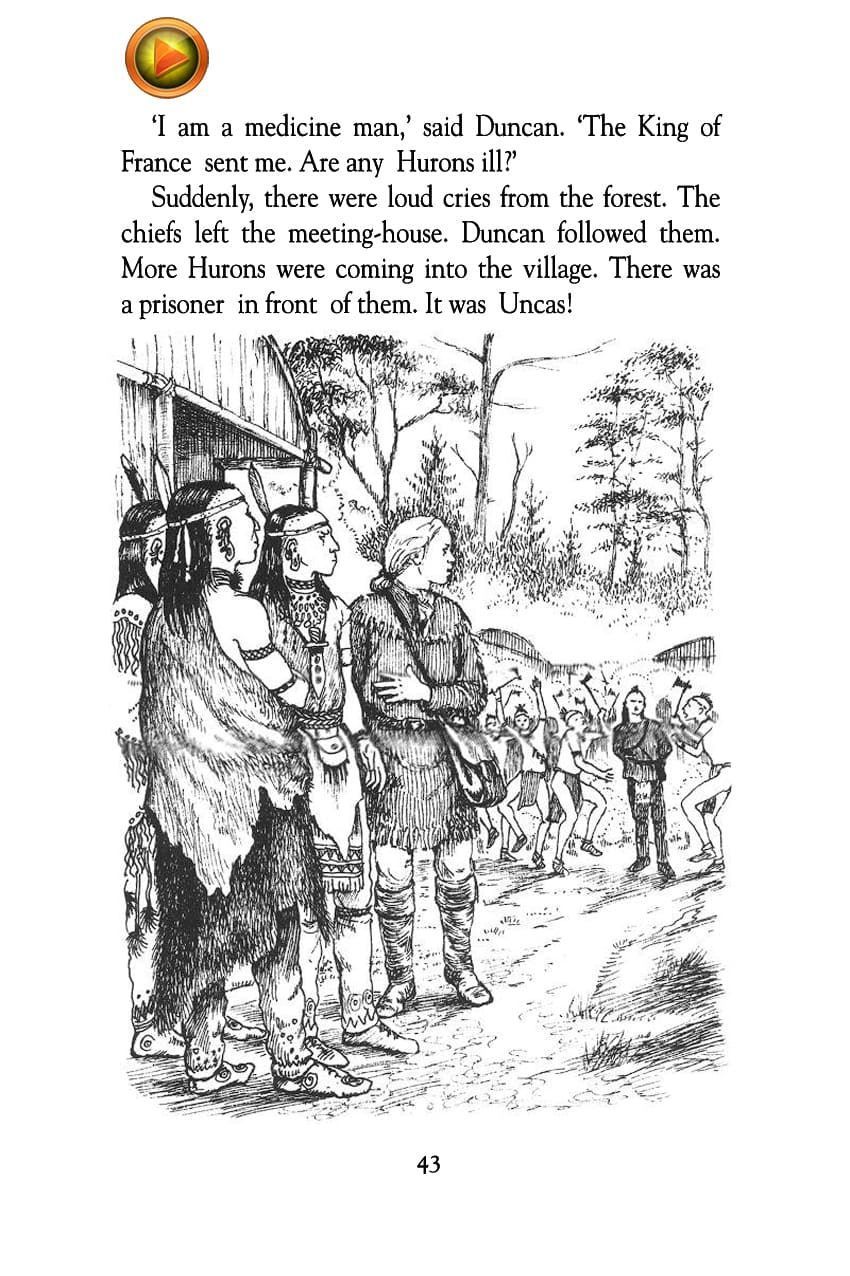 ‘I am a medicine man,’ said Duncan. ‘The King of
France sent me. Are any Hurons ill?’
Suddenly, there were loud cries from the forest. The
chiefs left the meeting-house. Duncan followed them.
More Hurons were coming into the village. There was
a prisoner in front of them. It was Uncas!
43